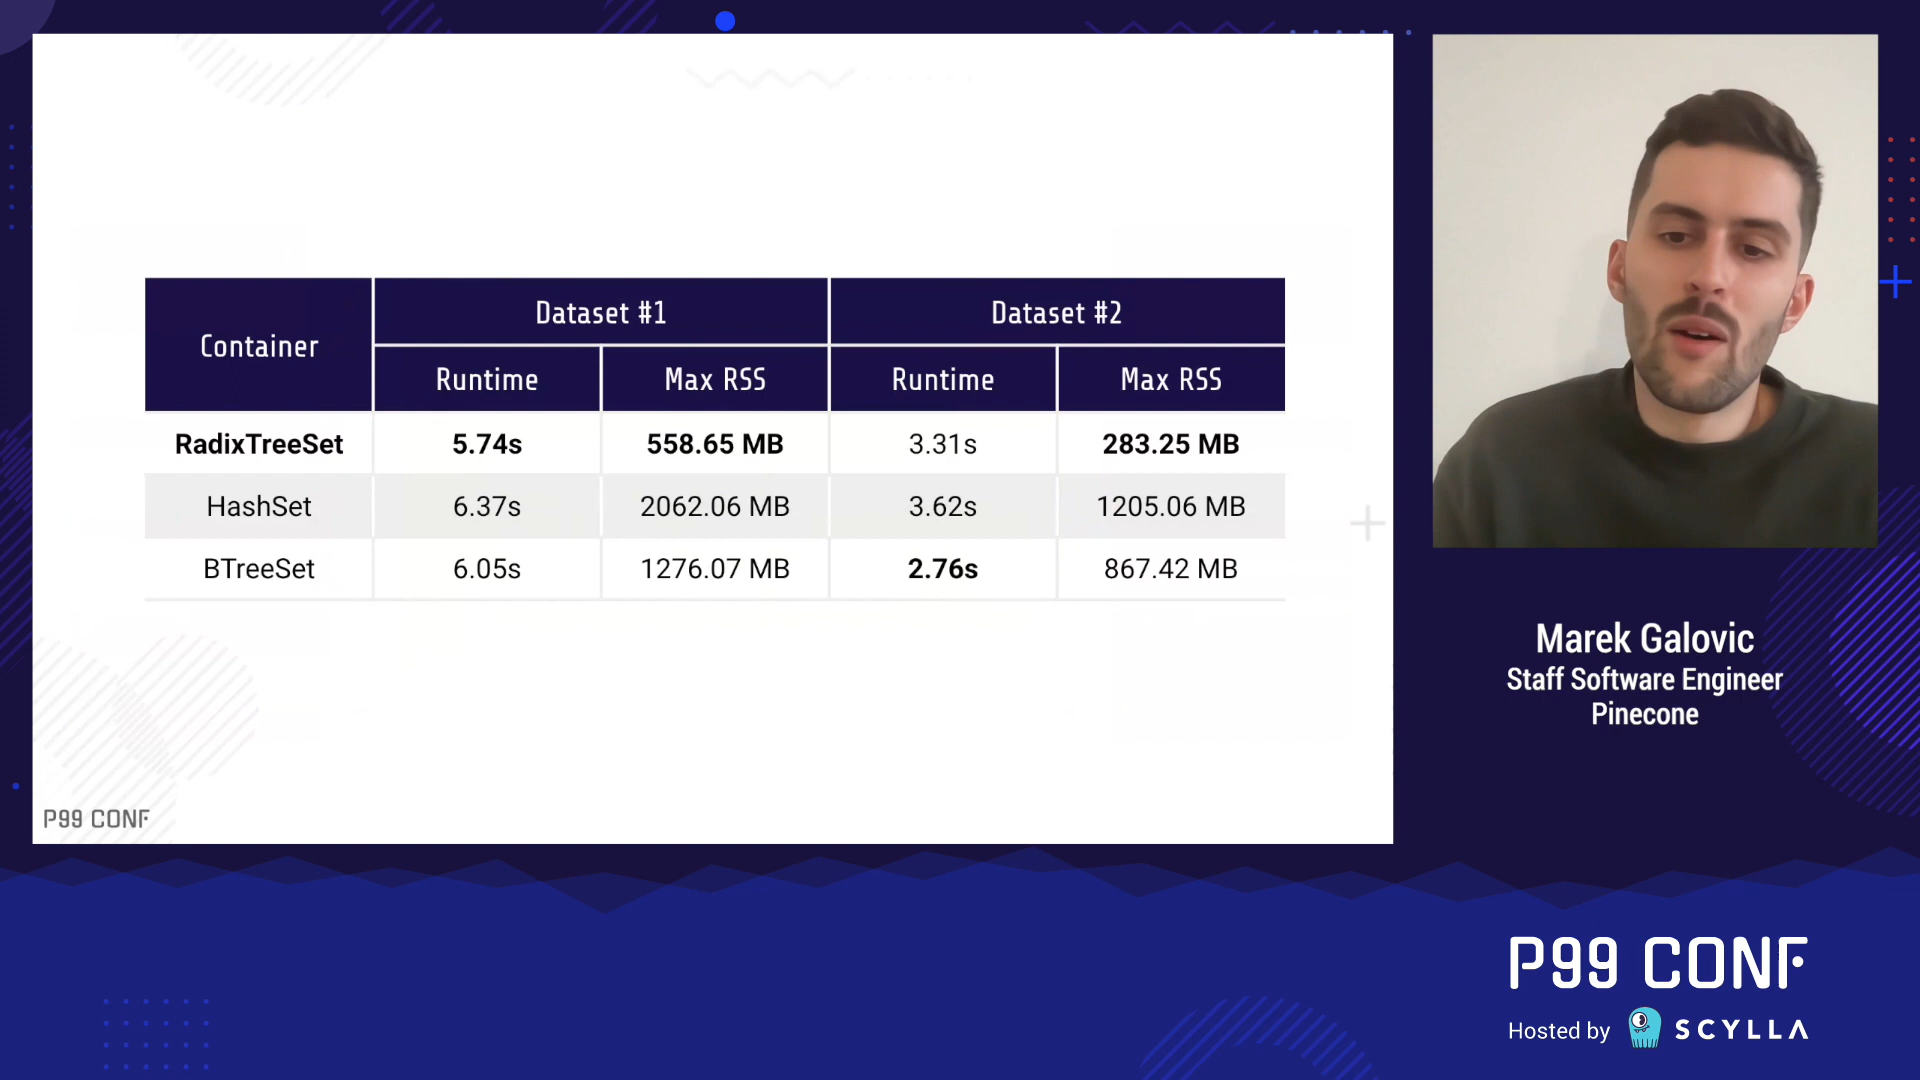 Container Dataset #1 Dataset #2
Runtime Max RSS Runtime Max RSS
RadixTreeSet 5.74s 558.65 MB 3.31s 283.25 MB
HashSet 6.37s 2062.06 MB 3.62s 1205.06 MB
BTreeSet 6.05s 1276.07 MB 2.76s 867.42 MB
P99 CONF
Marek Galovic
Staff Software Engineer
Pinecone
P99 CONF
Hosted by SCYLLA